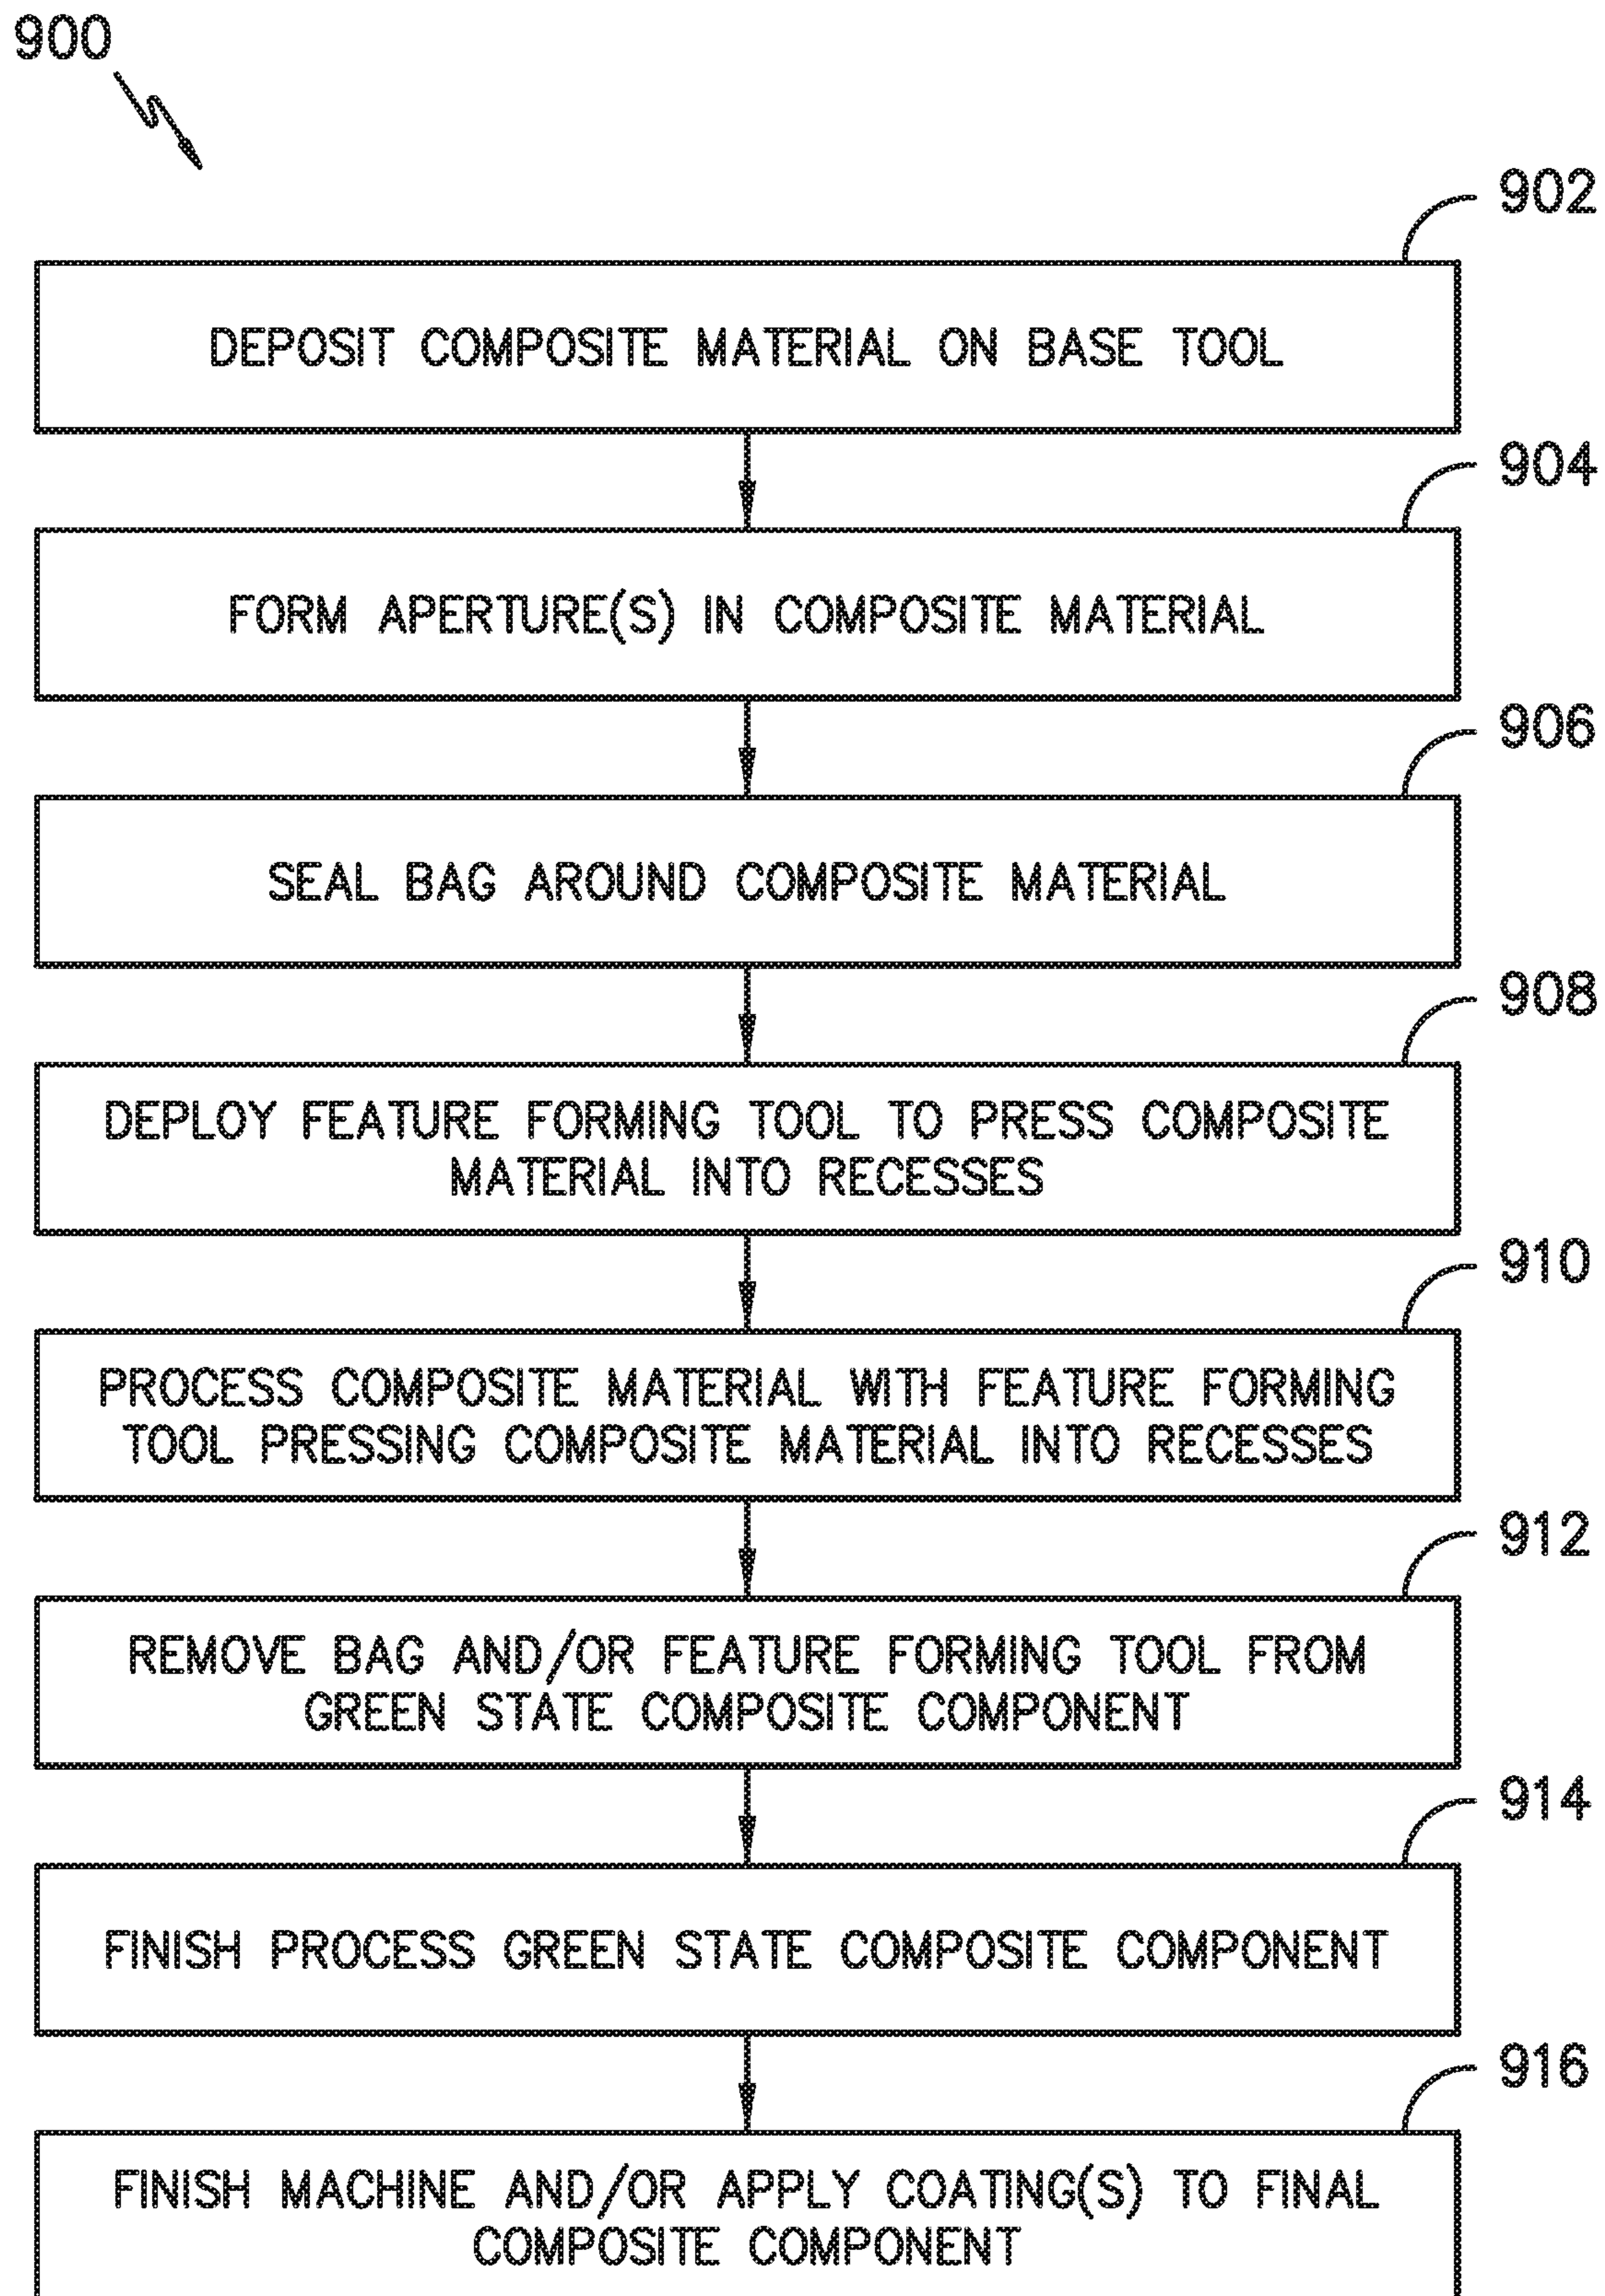 900
902
DEPOSIT COMPOSITE MATERIAL ON BASE TOOL
904
FORM APERTURE(S) IN COMPOSITE MATERIAL
906
SEAL BAG AROUND COMPOSITE MATERIAL
908
DEPLOY FEATURE FORMING TOOL TO PRESS COMPOSITE
MATERIAL INTO RECESSES
910
PROCESS COMPOSITE MATERIAL WITH FEATURE FORMING
TOOL PRESSING COMPOSITE MATERIAL INTO RECESSES
912
REMOVE BAG AND/OR FEATURE FORMING TOOL FROM
GREEN STATE COMPOSITE COMPONENT
914
FINISH PROCESS GREEN STATE COMPOSITE COMPONENT
916
FINISH MACHINE AND/OR APPLY COATING(S) TO FINAL
COMPOSITE COMPONENT